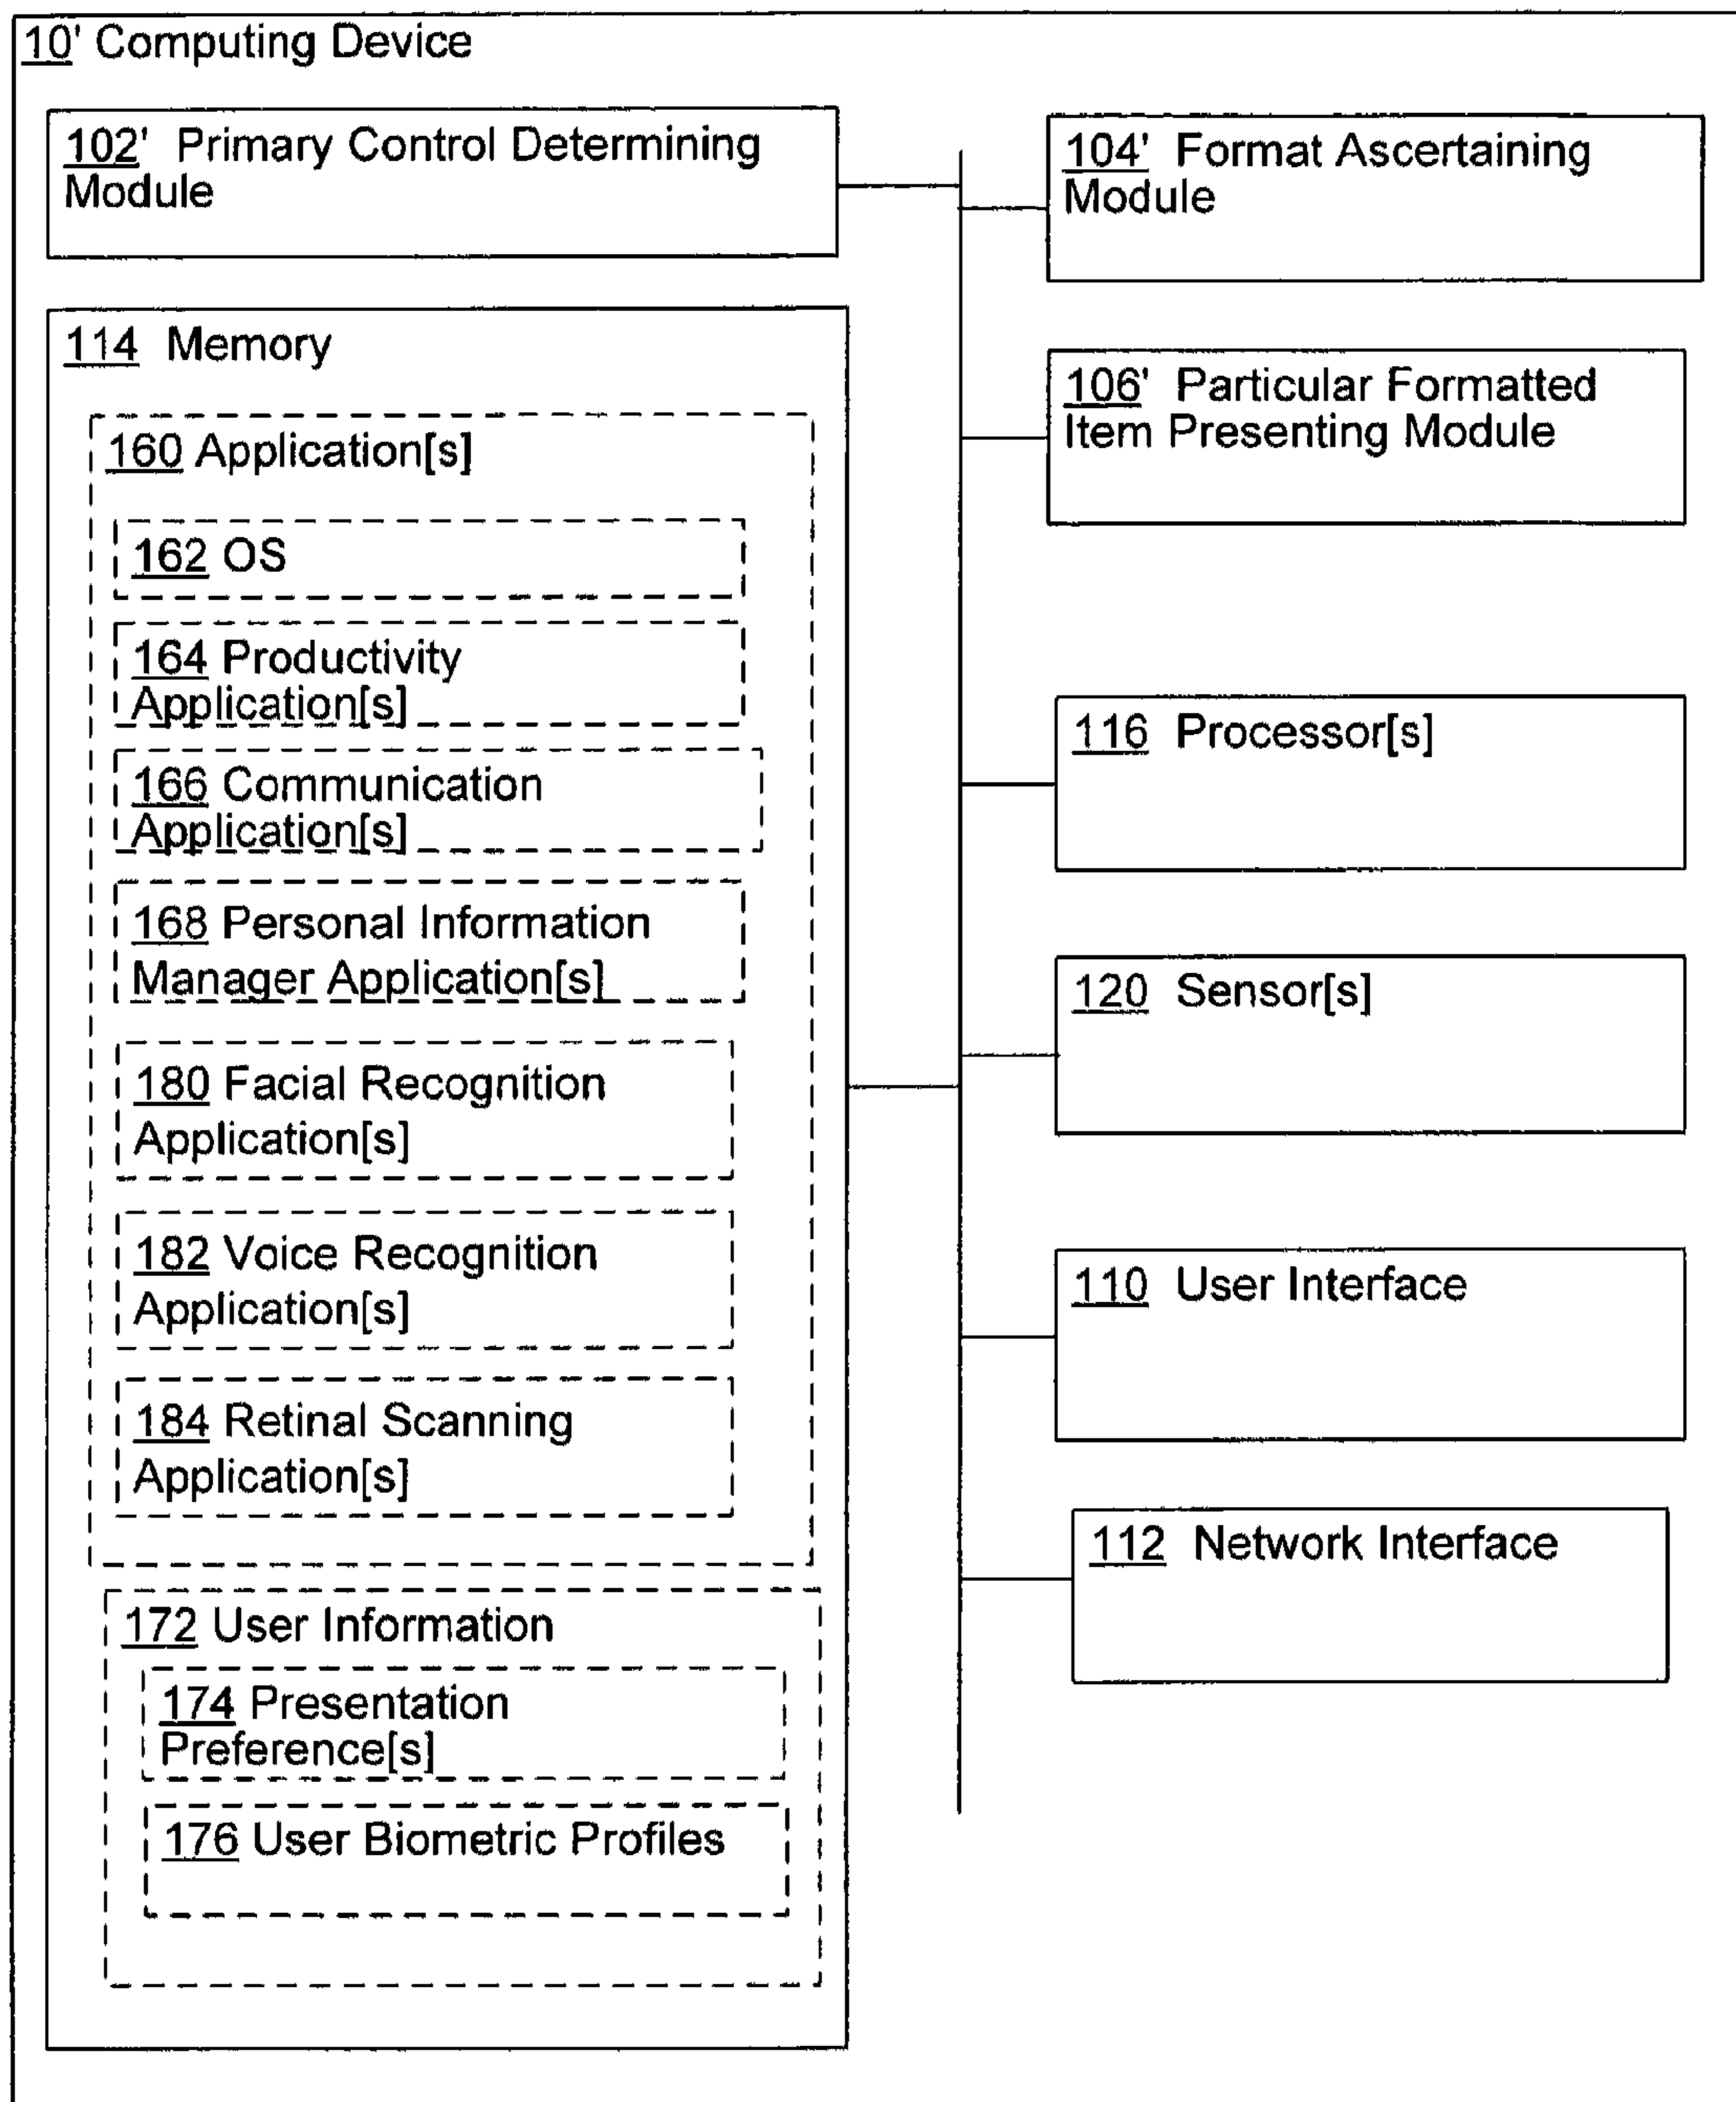 10' Computing Device
102' Primary Control Determining
Module
114 Memory
160 Application[s]
162 OS
164 Productivity
Application[s]
166 Communication
Application[s]
168 Personal Information
Manager Application[s]
180 Facial Recognition
Application[s]
182 Voice Recognition
Application[s]
184 Retinal Scanning
Application[s]
172 User Information
174 Presentation
Preference[s]
176 User Biometric Profiles
104' Format Ascertaining
Module
106' Particular Formatted
Item Presenting Module
116 Processor[s]
120 Sensor[s]
110 User Interface
112 Network Interface